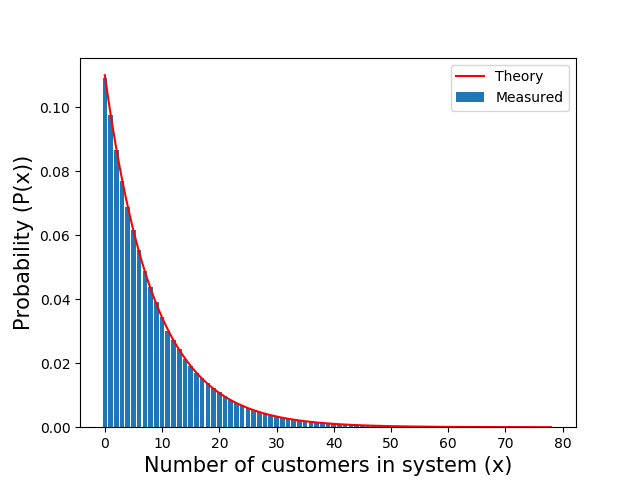 Theory
Measured
0.10
0.08
0.06
0.04
0.02
0.00
Probability (P(x))
0 10 20 30 40 50 60 70 80
Number of customers in system (x)